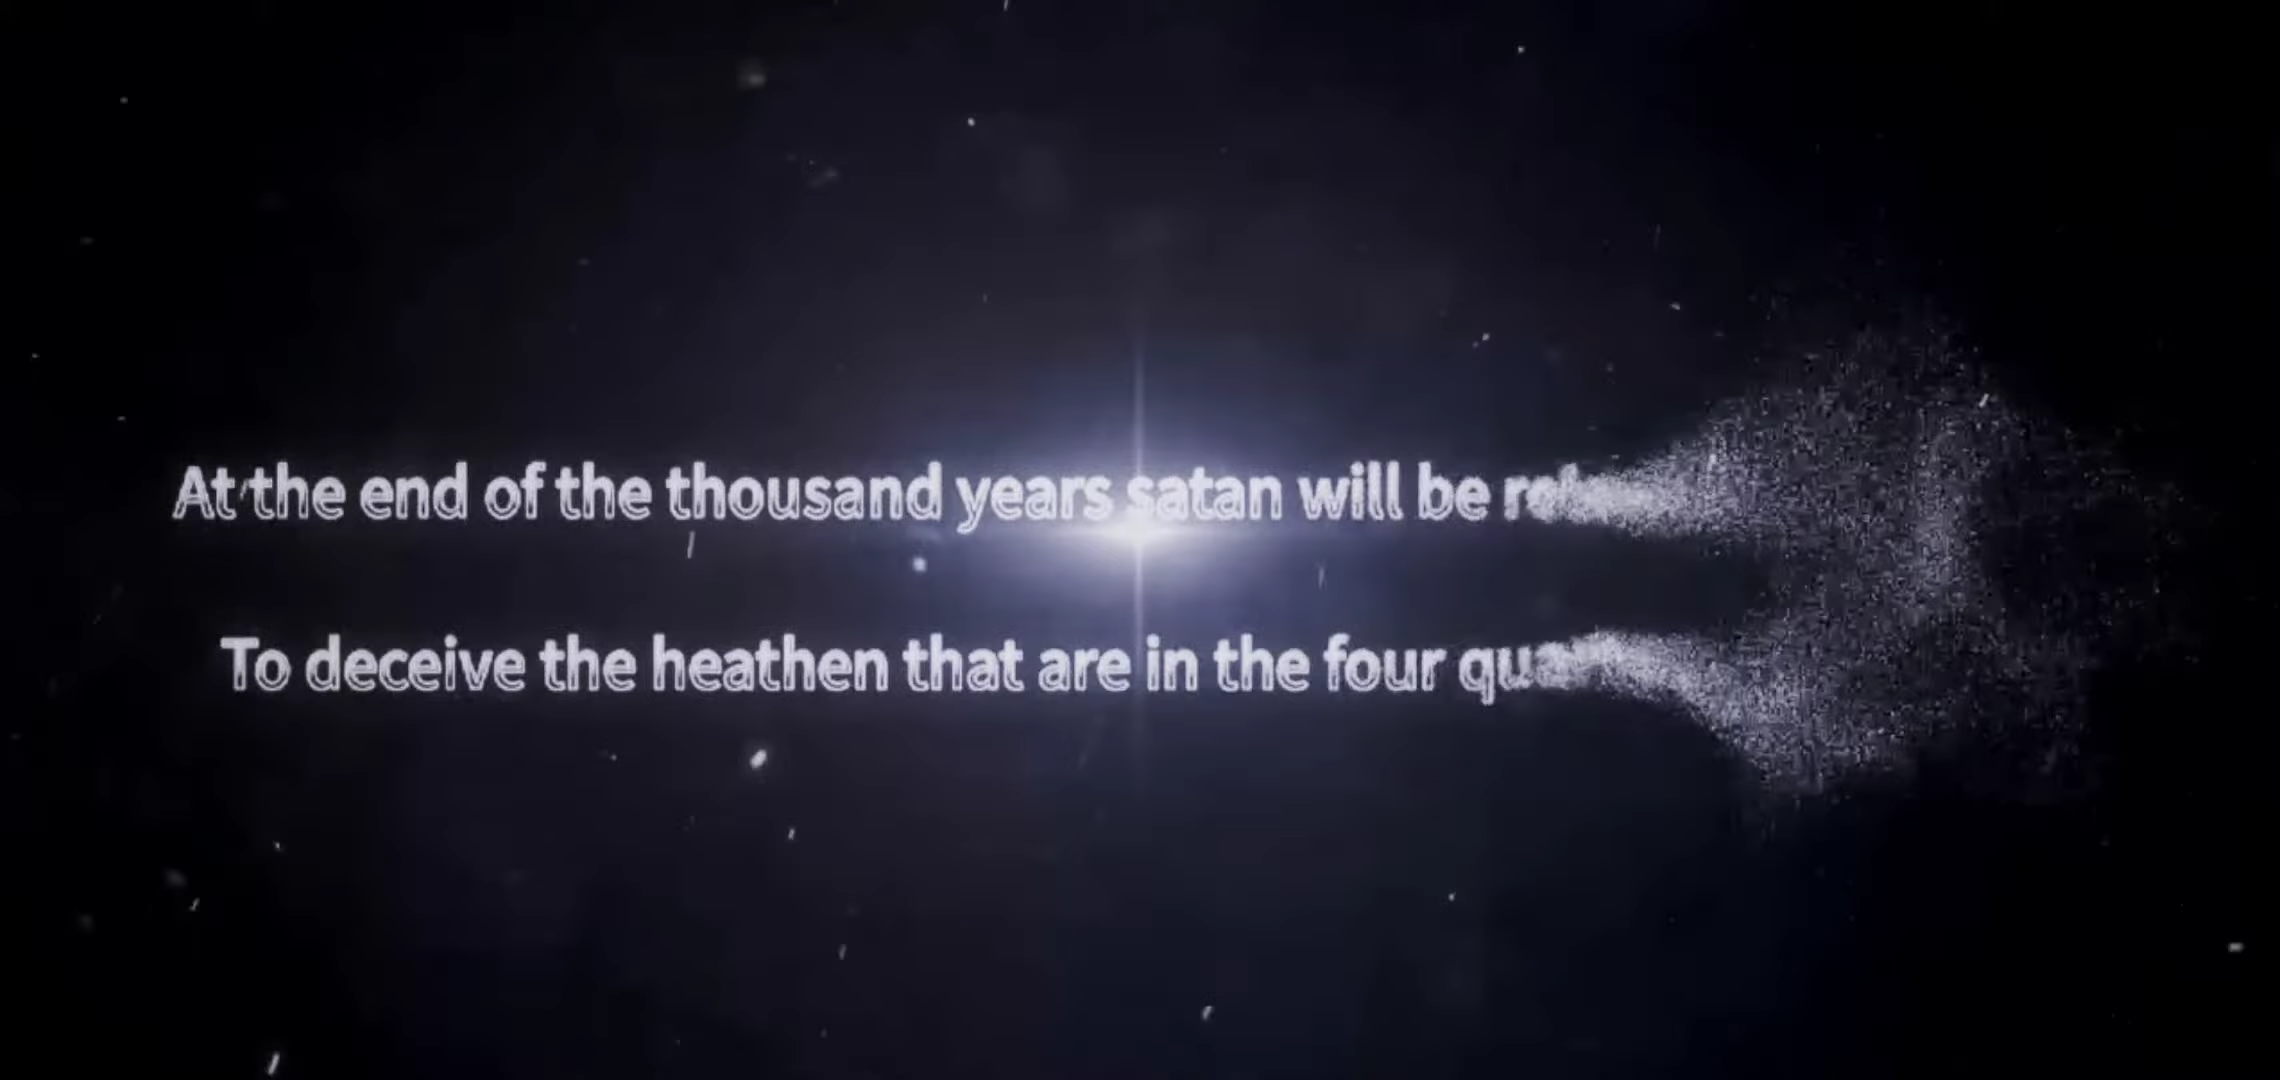 At the end of the thousand years satan will be
To deceive the heathen that are in the four